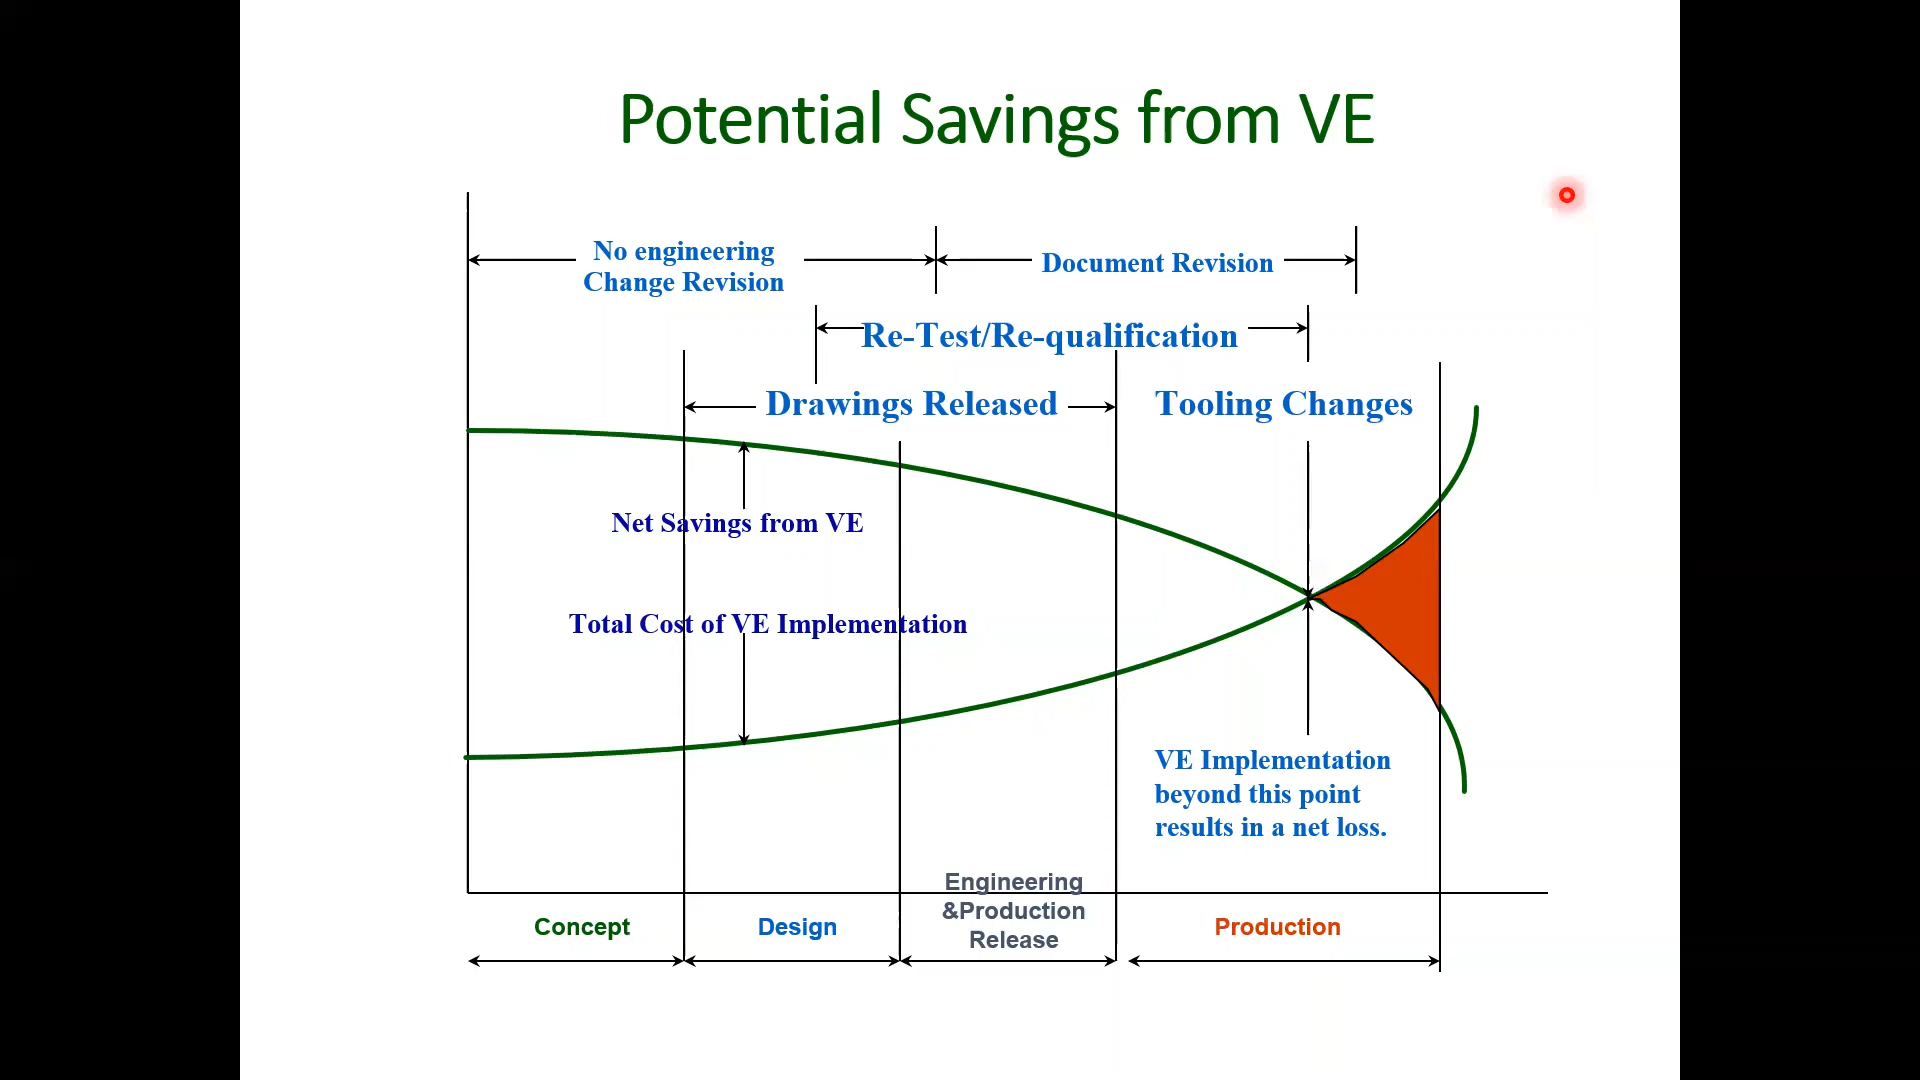 Potential Savings from VE
No engineering
Change Revision
Document Revision
Re-Test/Re-qualification
Drawings Released
Tooling Changes
Net Savings from VE
Total Cost of VE Implementation
VE Implementation
beyond this point
results in a net loss.
Concept
Design
Engineering
&Production
Release
Production